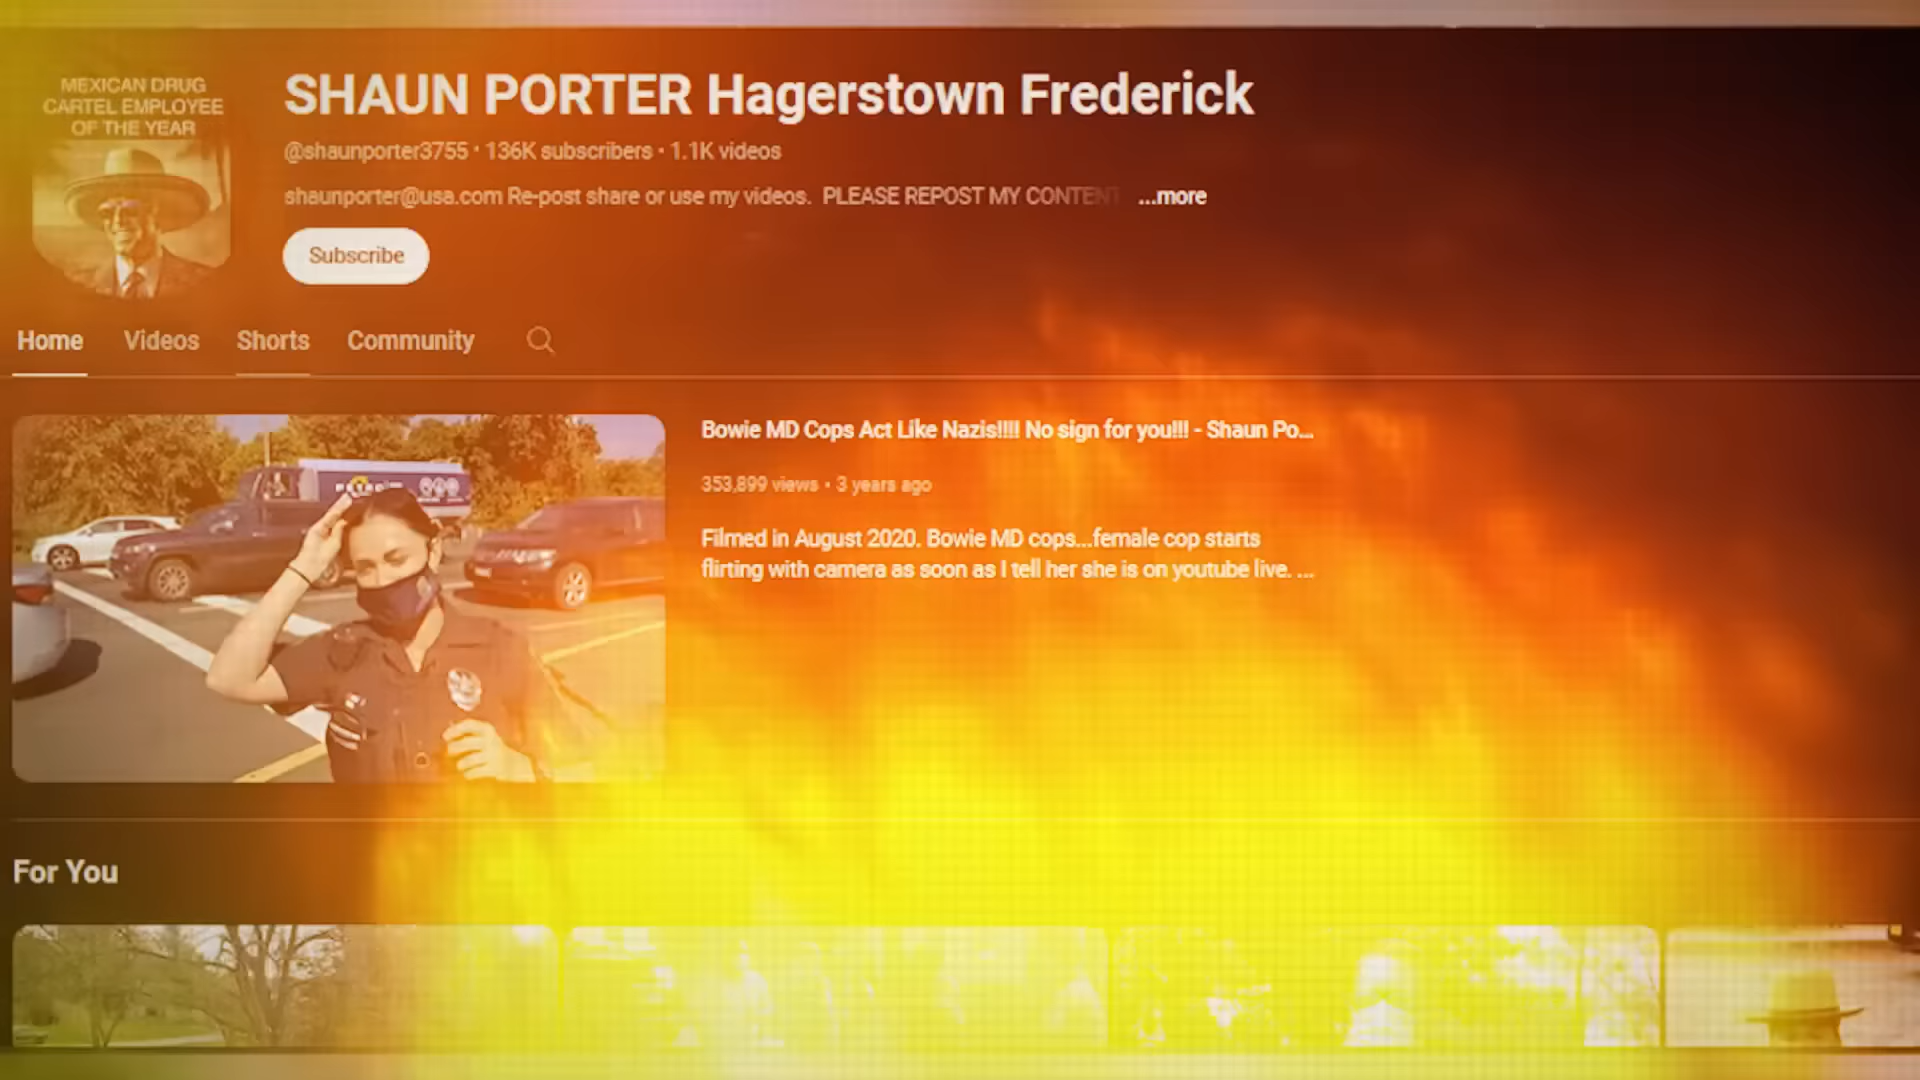 MEXICAN DRUG
CARTEL EMPLOYEE
OF THE YEAR
SHAUN PORTER Hagerstown Frederick
@shaunporter3755 • 136K subscribers • 1.1K videos
shaunporter@usa.com Re-post share or use my videos. PLEASE REPOST MY CONTENT ...more
Subscribe
Home Videos Shorts Community
Bowie MD Cops Act Like Nazis!!!! No sign for you!!! - Shaun Po...
353,899 views • 3 years ago
Filmed in August 2020. Bowie MD cops...female cop starts
flirting with camera as soon as I tell her she is on youtube live. ...
For You